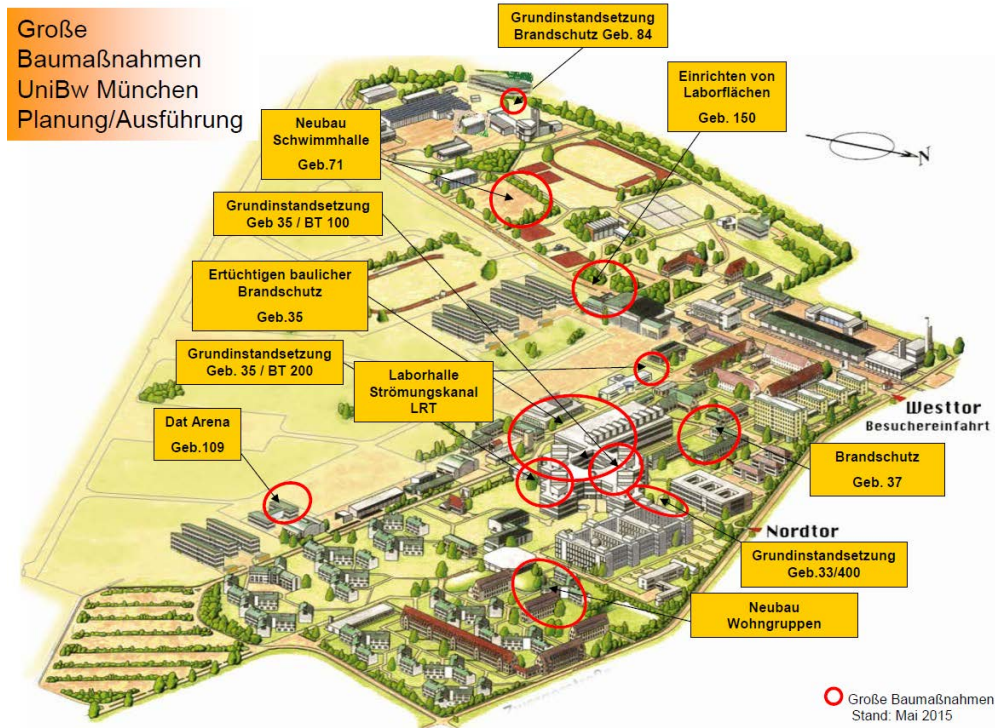 Große
Baumaßnahmen
UniBw München
Planung/Ausführung
Grundinstandsetzung
Brandschutz Geb. 84
Einrichten von
Laborflächen
Geb. 150
Neubau
Schwimmhalle
Geb.71
N
Grundinstandsetzung
Geb 35 / BT 100
Ertüchtigen baulicher
Brandschutz
Geb.35
Grundinstandsetzung
Geb. 35 / BT 200
Laborhalle
Strömungskanal
LRT
Dat Arena
Geb.109
Westtor
Besuchereinfahrt
Brandschutz
Geb. 37
Nordtor
Grundinstandsetzung
Geb.33/400
Neubau
Wohngruppen
Große Baumaßnahmen
Stand: Mai 2015